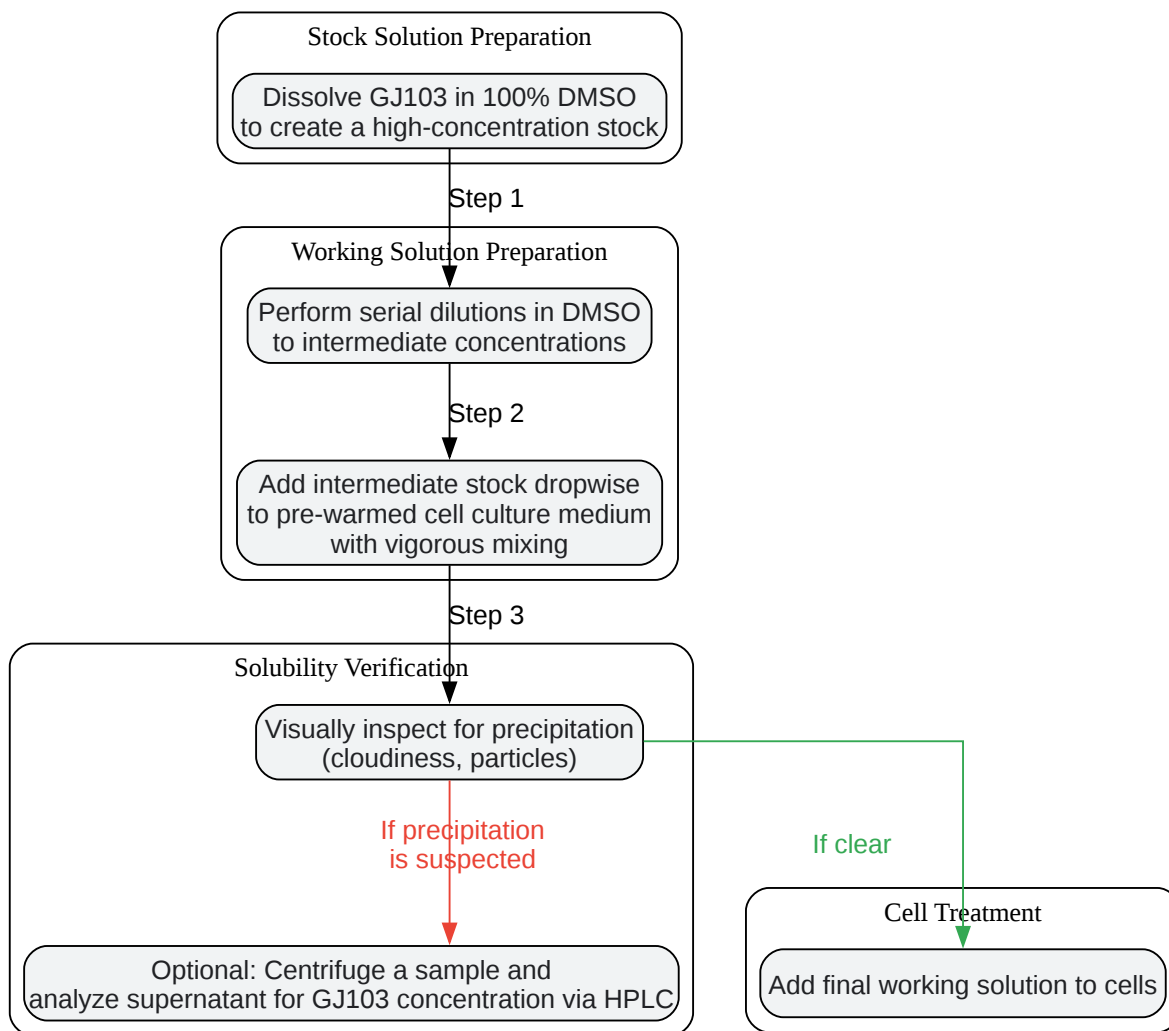 Stock Solution Preparation
Dissolve GJ103 in 100% DMSO
to create a high-concentration stock
Step 1
Working Solution Preparation
Perform serial dilutions in DMSO
to intermediate concentrations
Step 2
Add intermediate stock dropwise
to pre-warmed cell culture medium
with vigorous mixing
Step 3
Solubility Verification
Visually inspect for precipitation
(cloudiness, particles)
If precipitation
is suspected
If clear
Cell Treatment
Optional: Centrifuge a sample and
analyze supernatant for GJ103 concentration via HPLC
Add final working solution to cells